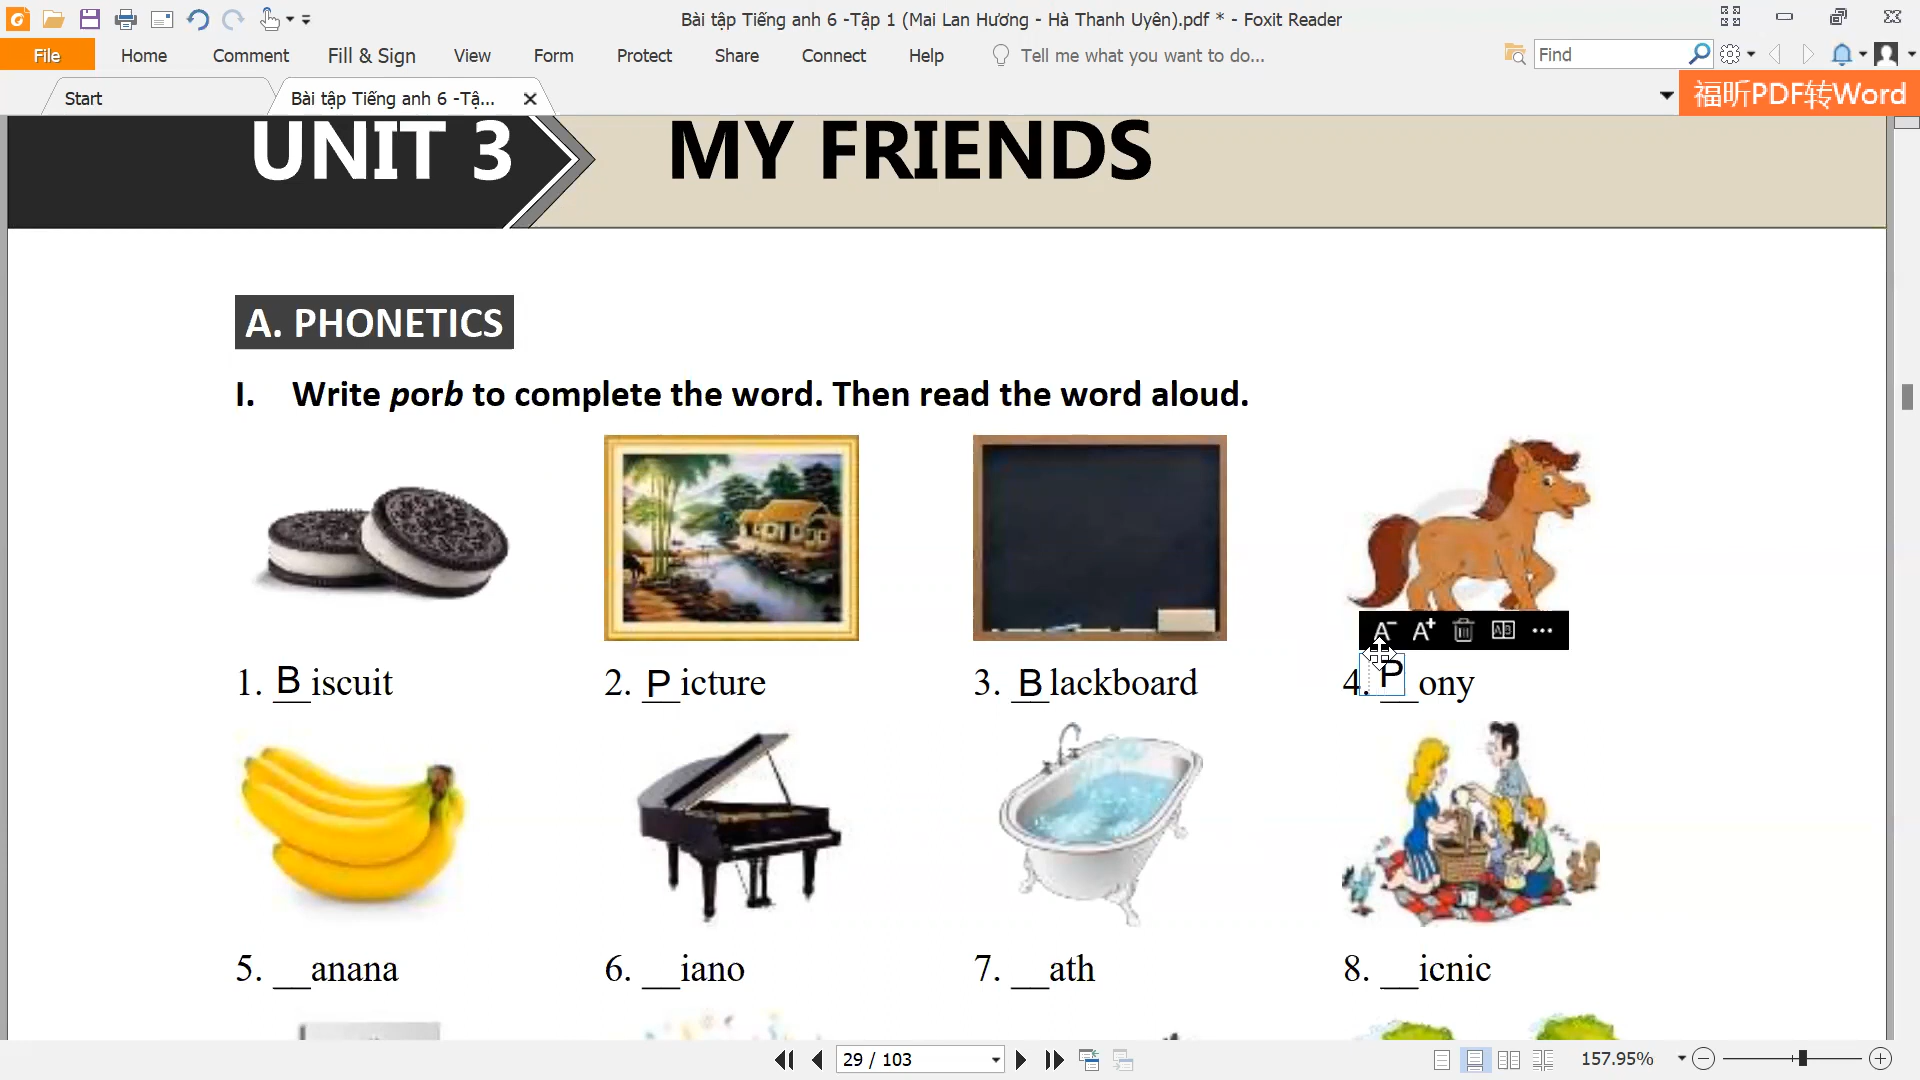 Bài tập Tiếng anh 6 -Tập 1 (Mai Lan Hương - Hà Thanh Uyên).pdf * - Foxit Reader
File Home Comment Fill & Sign View Form Protect Share Connect Help Tell me what you want to do... Find
Start Bài tập Tiếng anh 6 -Tậ... 福昕PDF转Word
UNIT 3 MY FRIENDS
A. PHONETICS
I. Write porb to complete the word. Then read the word aloud.
A- A+ AB ...
1. B iscuit 2. P icture 3. B lackboard 4. P ony
5. __anana 6. __iano 7. __ath 8. __icnic
29 / 103 157.95%